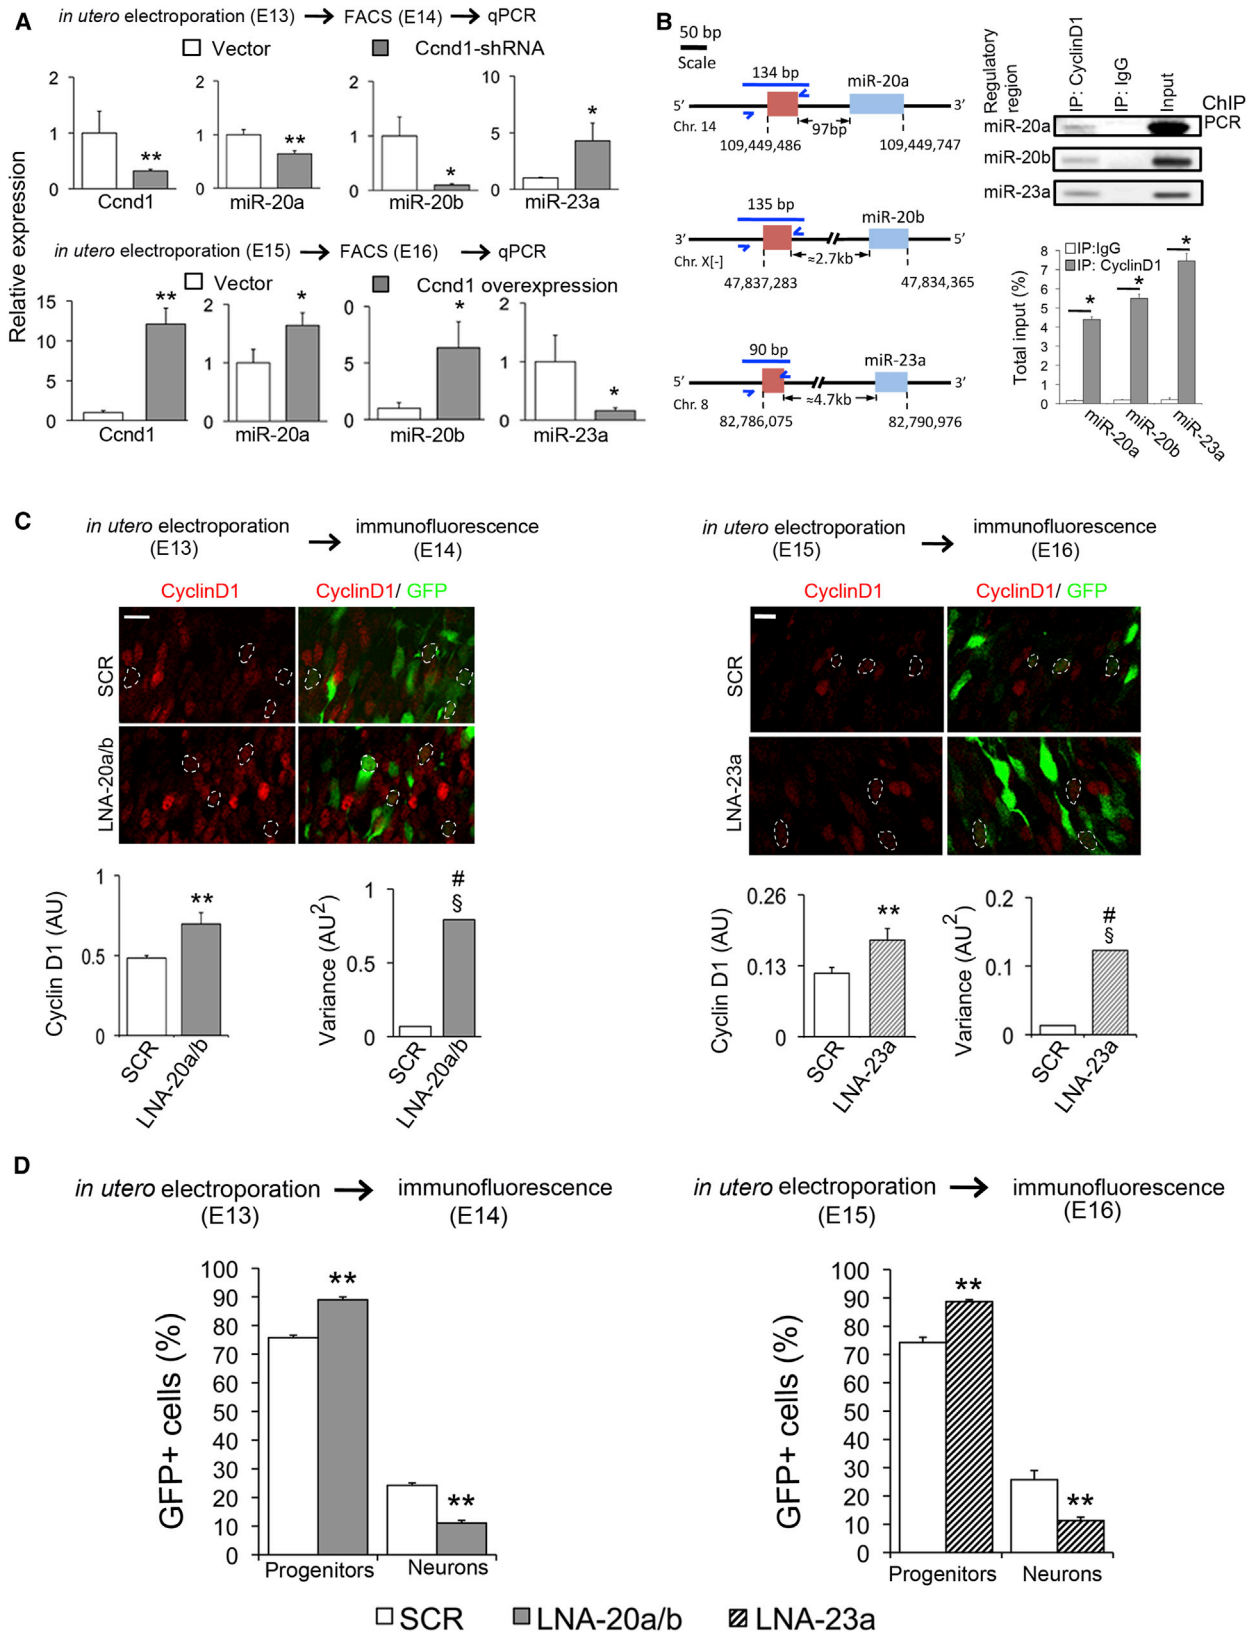 A
in utero electroporation (E13) → FACS (E14) → qPCR
Vector
Ccnd1-shRNA
Relative expression
2
1
0
**
Ccnd1
2
1
0
**
miR-20a
2
1
0
*
miR-20b
10
5
0
*
miR-23a
in utero electroporation (E15) → FACS (E16) → qPCR
Vector
Ccnd1 overexpression
15
10
5
0
**
Ccnd1
2
1
0
*
miR-20a
0
5
0
*
miR-20b
2
1
0
*
miR-23a
B
50 bp
Scale
134 bp
miR-20a
5’
3’
Chr. 14
97bp
109,449,486
109,449,747
135 bp
miR-20b
3’
5’
Chr. X[-]
≈2.7kb
47,837,283
47,834,365
90 bp
miR-23a
5’
3’
Chr. 8
≈4.7kb
82,786,075
82,790,976
Regulatory region
IP: CyclinD1
IP: IgG
Input
ChIP PCR
miR-20a
miR-20b
miR-23a
IP:IgG
IP: CyclinD1
Total input (%)
8
7
6
5
4
3
2
1
0
*
*
*
miR-20a
miR-20b
miR-23a
C
in utero electroporation → immunofluorescence
(E13) (E14)
CyclinD1
CyclinD1/ GFP
SCR
LNA-20a/b
Cyclin D1 (AU)
1
0.5
0
**
SCR
LNA-20a/b
Variance (AU2)
1
0.5
0
#
§
SCR
LNA-20a/b
in utero electroporation → immunofluorescence
(E15) (E16)
CyclinD1
CyclinD1/ GFP
SCR
LNA-23a
Cyclin D1 (AU)
0.26
0.13
0
**
SCR
LNA-23a
Variance (AU2)
0.2
0.1
0
#
§
SCR
LNA-23a
D
in utero electroporation → immunofluorescence
(E13) (E14)
GFP+ cells (%)
100
90
80
70
60
50
40
30
20
10
0
**
**
Progenitors
Neurons
in utero electroporation → immunofluorescence
(E15) (E16)
GFP+ cells (%)
100
90
80
70
60
50
40
30
20
10
0
**
**
Progenitors
Neurons
SCR
LNA-20a/b
LNA-23a